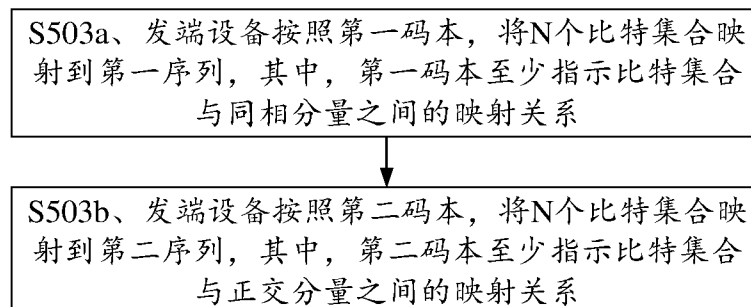 S503a、发端设备按照第一码本，将N个比特集合映
射到第一序列，其中，第一码本至少指示比特集合
与同相分量之间的映射关系
S503b、发端设备按照第二码本，将N个比特集合映
射到第二序列，其中，第二码本至少指示比特集合
与正交分量之间的映射关系